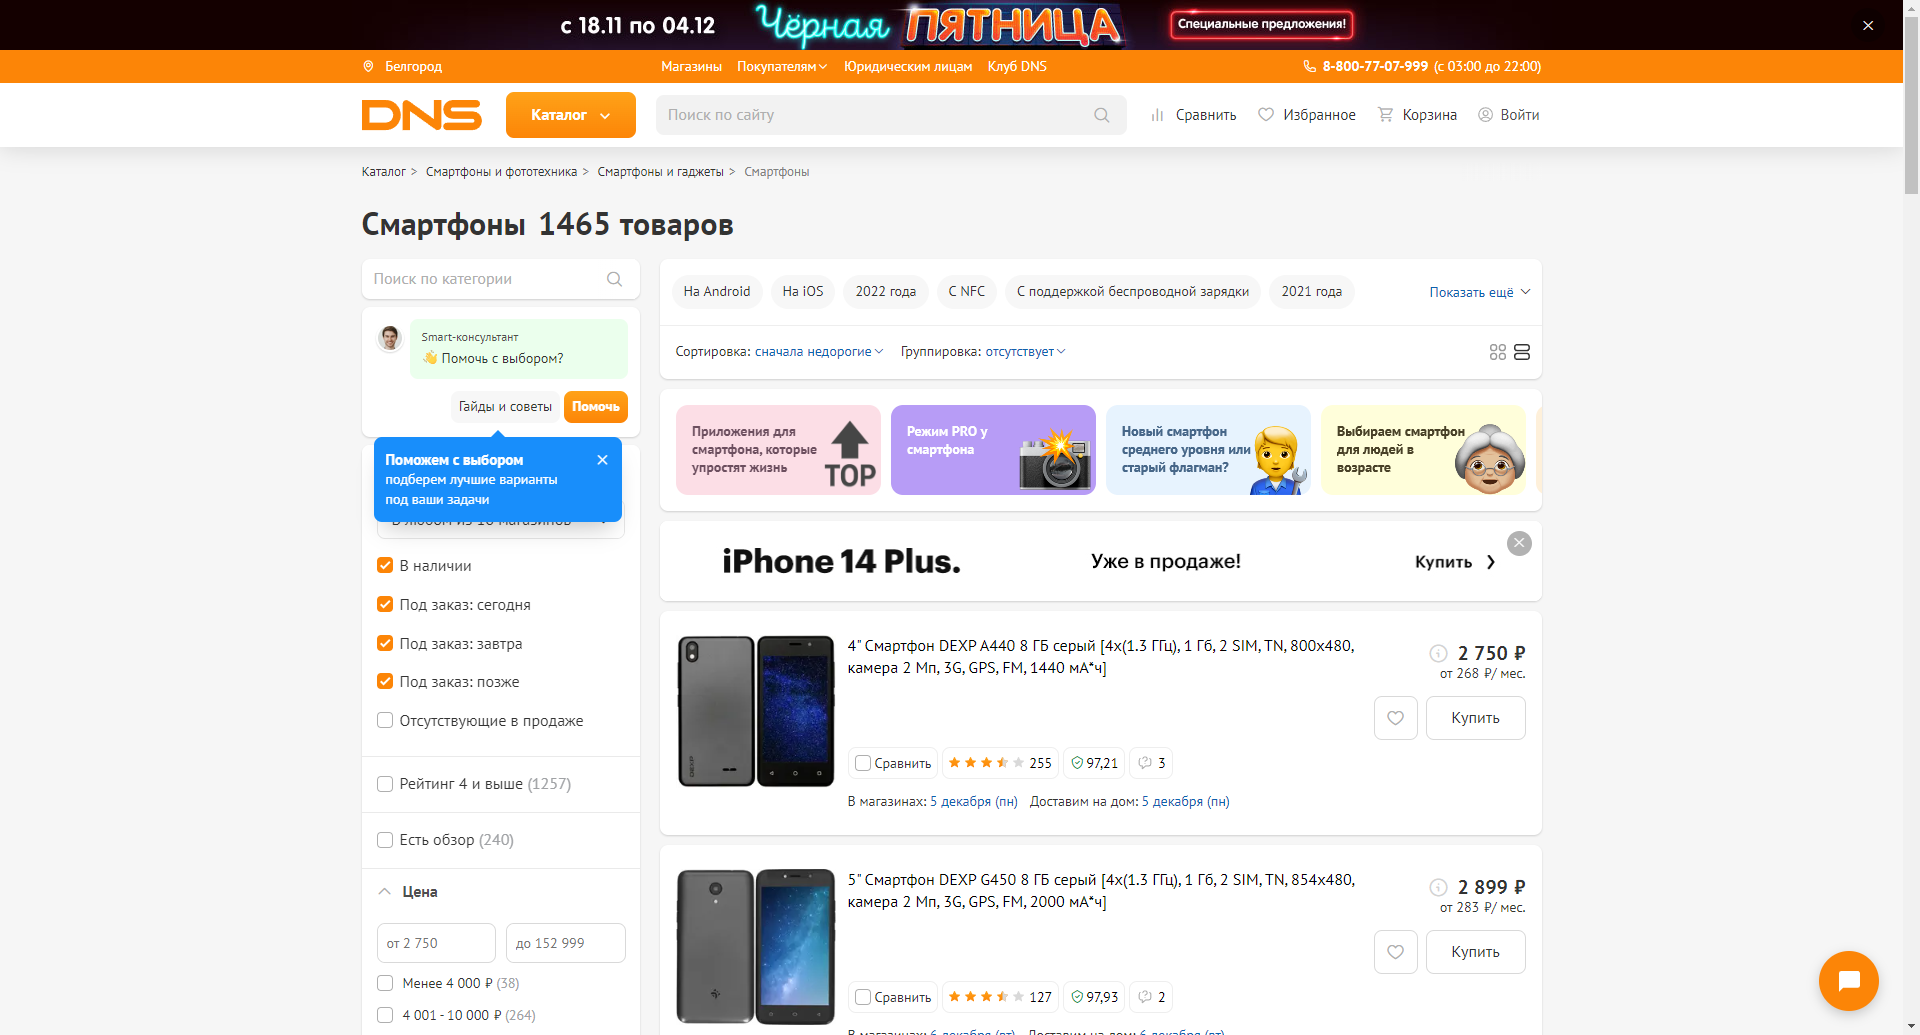 с 18.11 по 04.12
Чёрная ПЯТНИЦА
Специальные предложения!
Белгород
Магазины
Покупателям
Юридическим лицам
Клуб DNS
8-800-77-07-999 (с 03:00 до 22:00)
DNS
Каталог
Поиск по сайту
Сравнить
Избранное
Корзина
Войти
Каталог > Смартфоны и фототехника > Смартфоны и гаджеты > Смартфоны
Смартфоны 1465 товаров
Поиск по категории
Smart-консультант
Помочь с выбором?
Гайды и советы
Помочь
Поможем с выбором
подберем лучшие варианты
под ваши задачи
В наличии
Под заказ: сегодня
Под заказ: завтра
Под заказ: позже
Отсутствующие в продаже
Рейтинг 4 и выше (1257)
Есть обзор (240)
Цена
от 2 750
до 152 999
Менее 4 000 ₽ (38)
4 001 - 10 000 ₽ (264)
На Android
На iOS
2022 года
С NFC
С поддержкой беспроводной зарядки
2021 года
Показать ещё
Сортировка: сначала недорогие
Группировка: отсутствует
Приложения для
смартфона, которые
упростят жизнь
TOP
Режим PRO у
смартфона
Новый смартфон
среднего уровня или
старый флагман?
Выбираем смартфон
для людей в
возрасте
iPhone 14 Plus.
Уже в продаже!
Купить
4" Смартфон DEXP A440 8 ГБ серый [4x(1.3 ГГц), 1 Гб, 2 SIM, TN, 800x480,
камера 2 Мп, 3G, GPS, FM, 1440 мА*ч]
2 750 ₽
от 268 ₽/ мес.
Купить
Сравнить
255
97,21
3
В магазинах: 5 декабря (пн)
Доставим на дом: 5 декабря (пн)
5" Смартфон DEXP G450 8 ГБ серый [4x(1.3 ГГц), 1 Гб, 2 SIM, TN, 854x480,
камера 2 Мп, 3G, GPS, FM, 2000 мА*ч]
2 899 ₽
от 283 ₽/ мес.
Купить
Сравнить
127
97,93
2